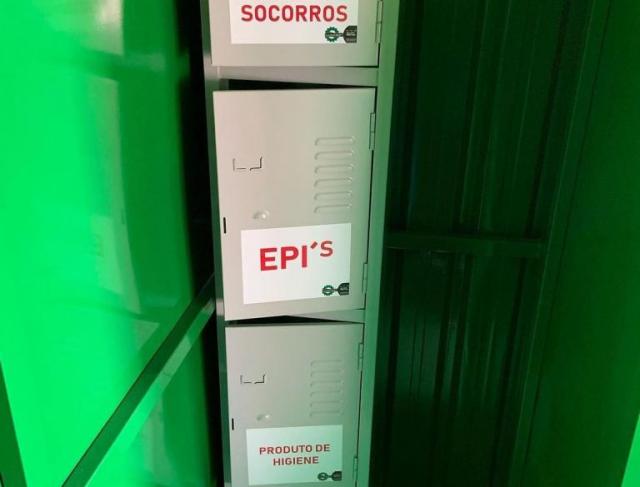 SOCORROS
EPI´s
PRODUTO DE
HIGIENE